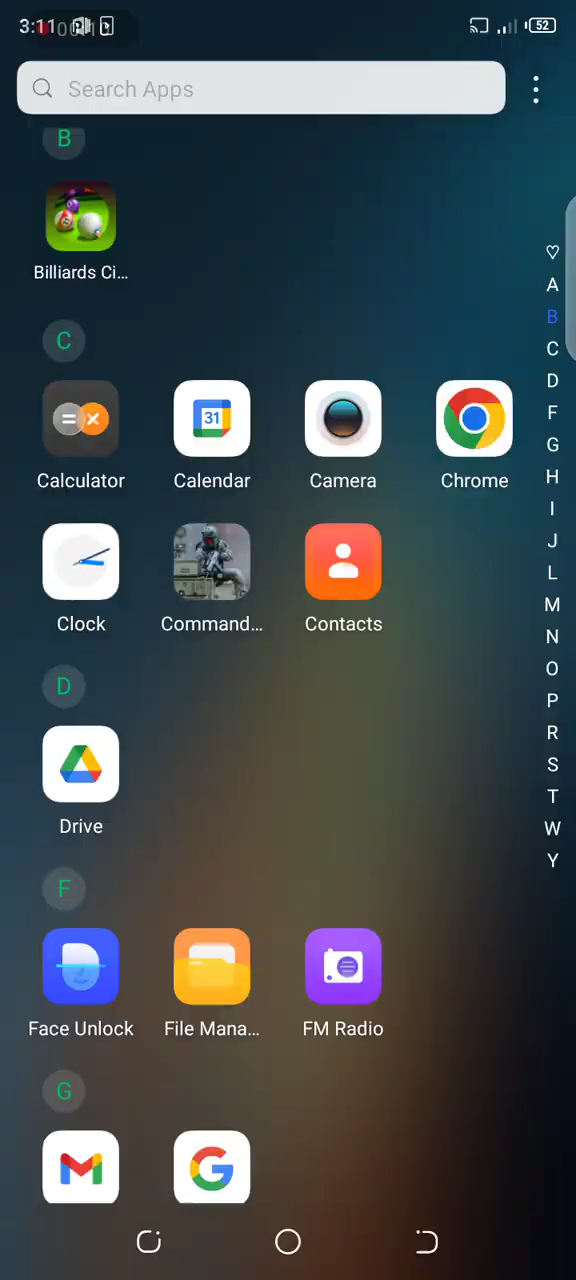 3:11
52
Search Apps
B
Billiards Ci...
C
Calculator
31
Calendar
Camera
Chrome
Clock
Command...
Contacts
D
Drive
F
Face Unlock
File Mana...
FM Radio
G
A
B
C
D
F
G
H
I
J
L
M
N
O
P
R
S
T
W
Y